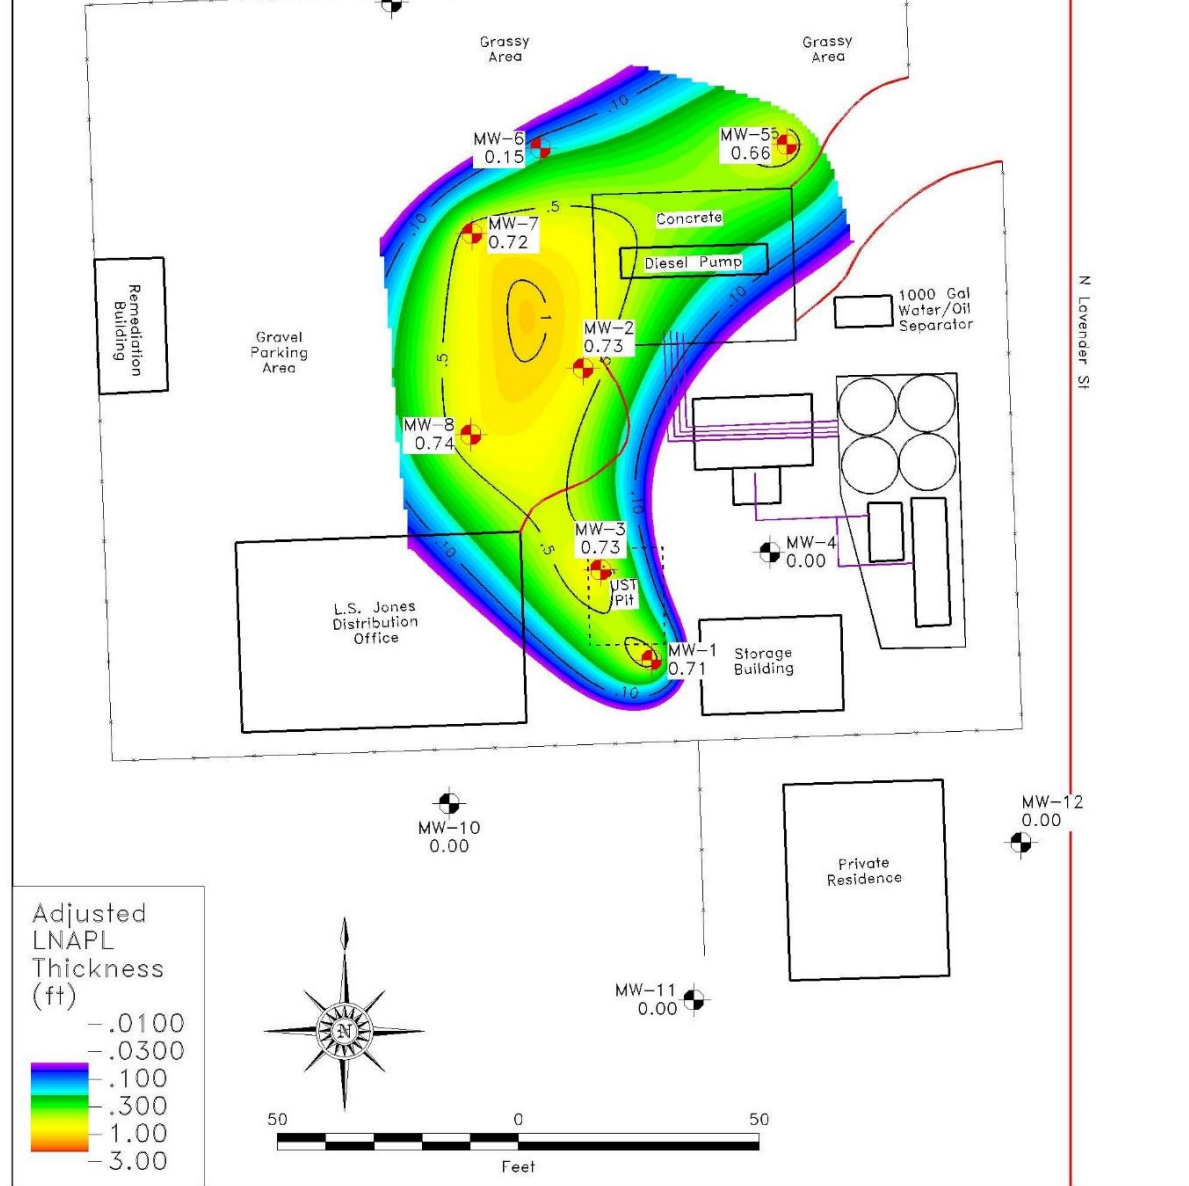 Grassy
Area
Grassy
Area
.10
MW-6
0.15
MW-5
5
0.66
.10
.5
MW-7
0.72
Concrete
Diesel Pump
.10
1
Remediation
Building
Gravel
Parking
Area
MW-2
0.73
5
1000 Gal
Water/Oil
Separator
N Lavender St
.5
MW-8
0.74
.10
MW-3
0.73
.5
.10
MW-4
0.00
UST
Pit
L.S. Jones
Distribution
Office
MW-1
0.71
.10
Storage
Building
MW-10
0.00
MW-12
0.00
Private
Residence
MW-11
0.00
Adjusted
LNAPL
Thickness
(ft)
.0100
.0300
.100
.300
1.00
3.00
N
50 0 50
Feet